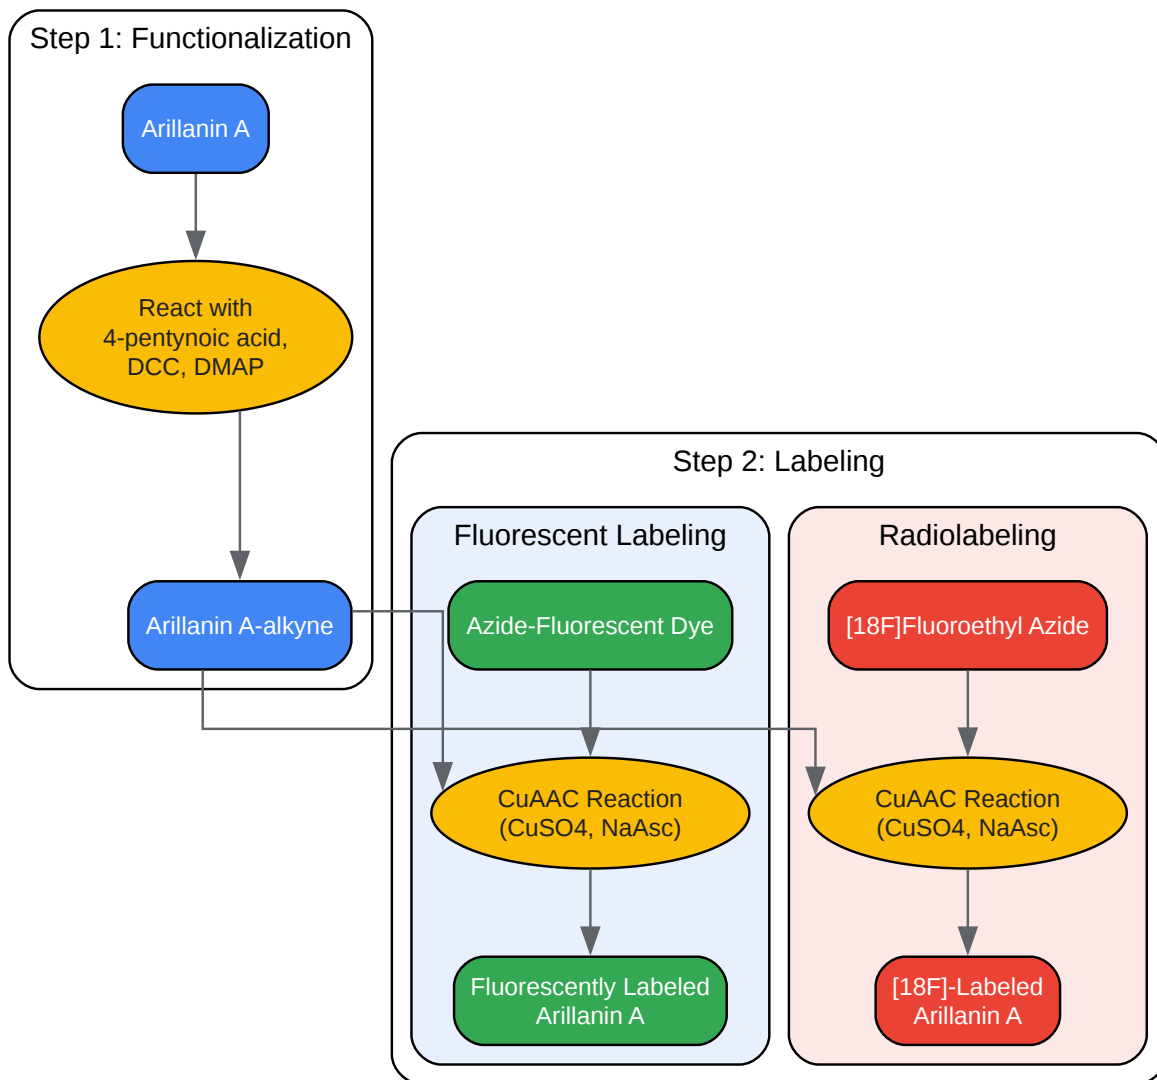 Step 1: Functionalization
Arillanin A
React with
4-pentynoic acid,
DCC, DMAP
Arillanin A-alkyne
Step 2: Labeling
Fluorescent Labeling
Azide-Fluorescent Dye
CuAAC Reaction
(CuSO4, NaAsc)
Fluorescently Labeled
Arillanin A
Radiolabeling
[18F]Fluoroethyl Azide
CuAAC Reaction
(CuSO4, NaAsc)
[18F]-Labeled
Arillanin A